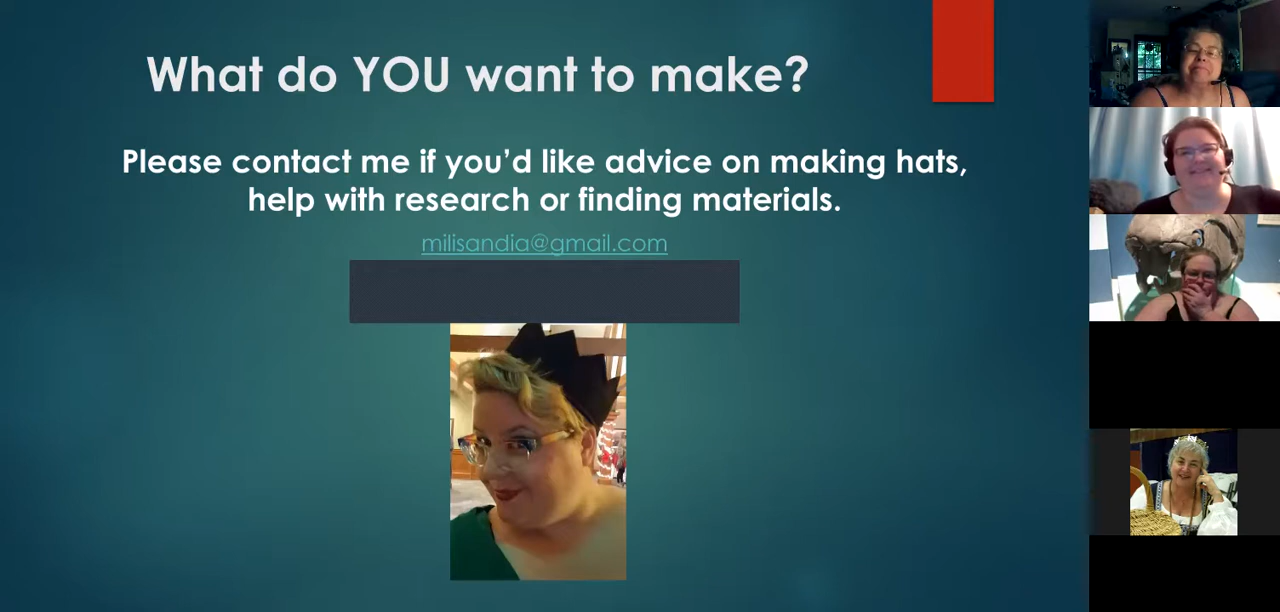 What do YOU want to make?
Please contact me if you’d like advice on making hats,
help with research or finding materials.
milisandia@gmail.com